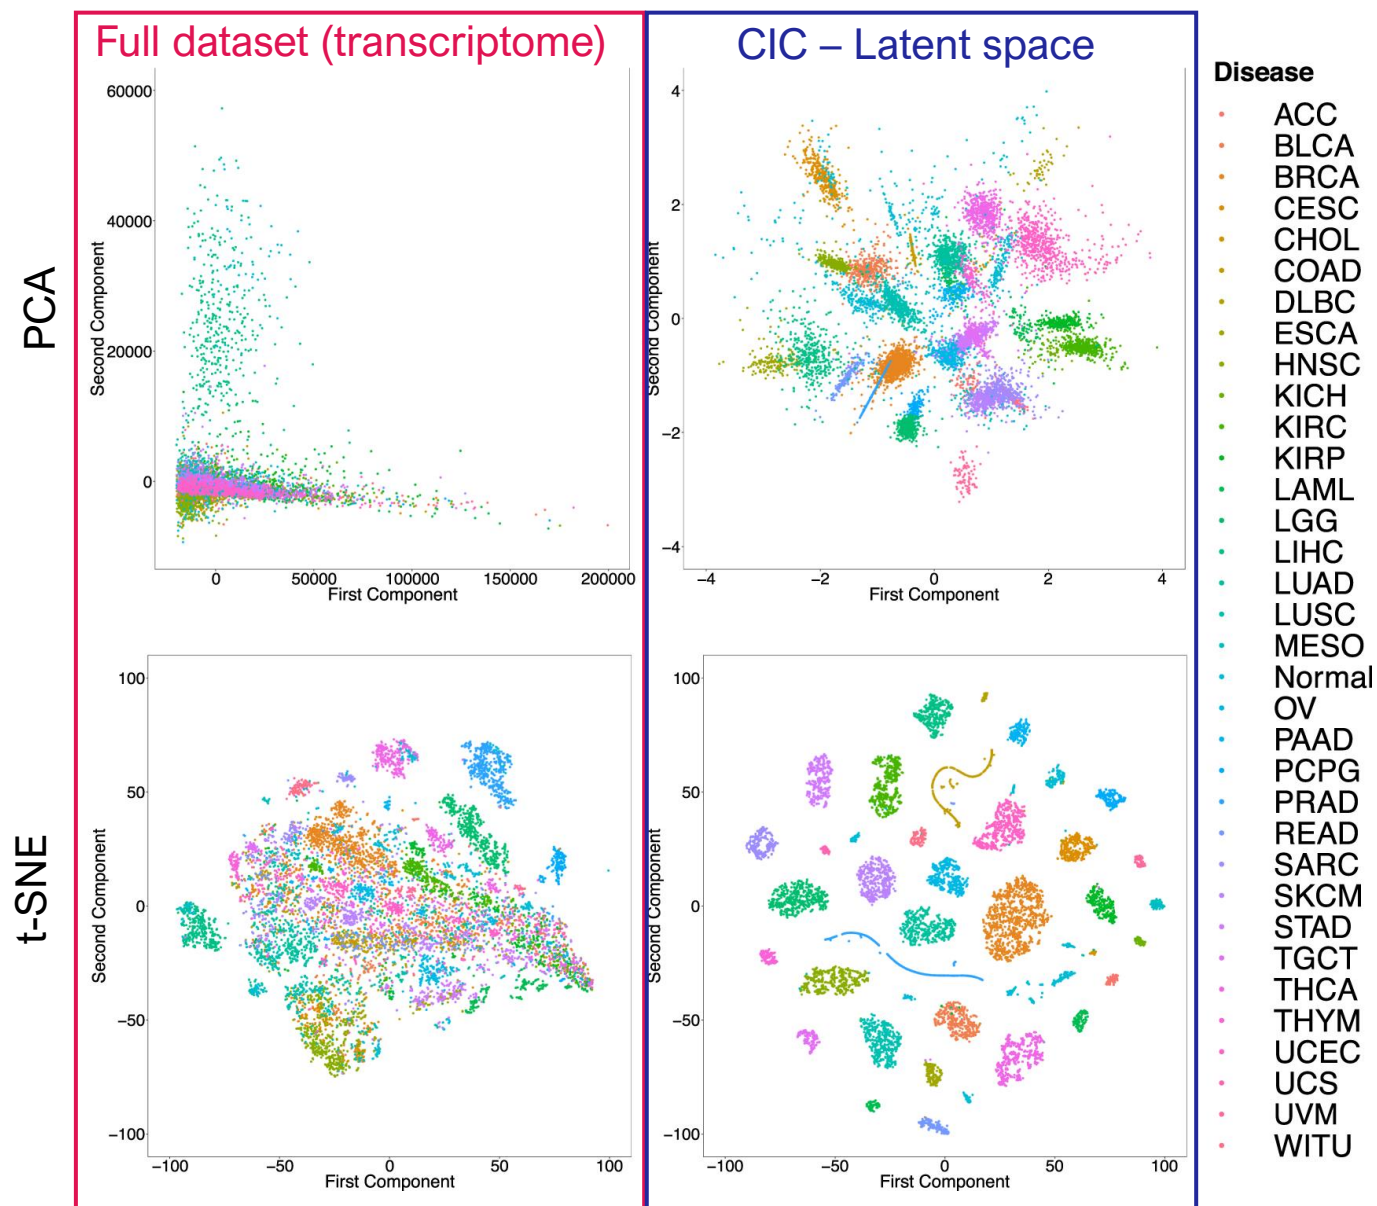 Full dataset (transcriptome)
CIC – Latent space
PCA
Second Component
60000
40000
20000
0
0
50000
100000
150000
200000
First Component
Second Component
4
2
0
−2
−4
−4
−2
0
2
4
First Component
t-SNE
Second Component
100
50
0
−50
−100
−100
−50
0
50
100
First Component
Second Component
100
50
0
−50
−100
−100
−50
0
50
100
First Component
Disease
ACC
BLCA
BRCA
CESC
CHOL
COAD
DLBC
ESCA
HNSC
KICH
KIRC
KIRP
LAML
LGG
LIHC
LUAD
LUSC
MESO
Normal
OV
PAAD
PCPG
PRAD
READ
SARC
SKCM
STAD
TGCT
THCA
THYM
UCEC
UCS
UVM
WITU